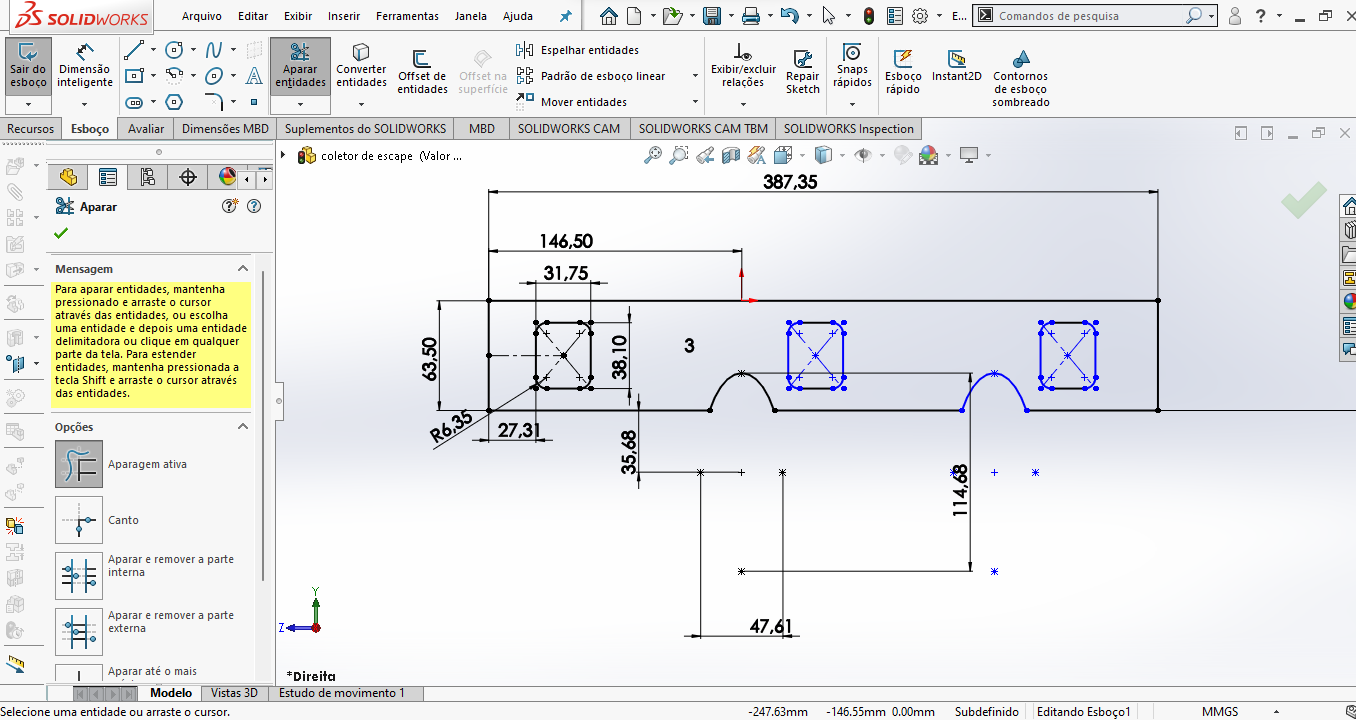 SOLIDWORKS
Arquivo Editar Exibir Inserir Ferramentas Janela Ajuda
E...
Comandos de pesquisa
?
Sair do esboço
Dimensão inteligente
Aparar entidades
Converter entidades
Offset de entidades
Offset na superfície
Espelhar entidades
Padrão de esboço linear
Mover entidades
Exibir/excluir relações
Repair Sketch
Snaps rápidos
Esboço rápido
Instant2D
Contornos de esboço sombreado
Recursos Esboço Avaliar Dimensões MBD Suplementos do SOLIDWORKS MBD SOLIDWORKS CAM SOLIDWORKS CAM TBM SOLIDWORKS Inspection
coletor de escape (Valor ...
Aparar
Mensagem
Para aparar entidades, mantenha
pressionado e arraste o cursor
através das entidades, ou escolha
uma entidade e depois uma entidade
delimitadora ou clique em qualquer
parte da tela. Para estender
entidades, mantenha pressionada a
tecla Shift e arraste o cursor através
das entidades.
Opções
Aparagem ativa
Canto
Aparar e remover a parte
interna
Aparar e remover a parte
externa
Aparar até o mais
387,35
146,50
31,75
63,50
38,10
3
R6,35
27,31
35,68
114,68
47,61
Y
Z
*Direita
Modelo Vistas 3D Estudo de movimento 1
Selecione uma entidade ou arraste o cursor.
-247.63mm -146.55mm 0.00mm Subdefinido Editando Esboço1 MMGS